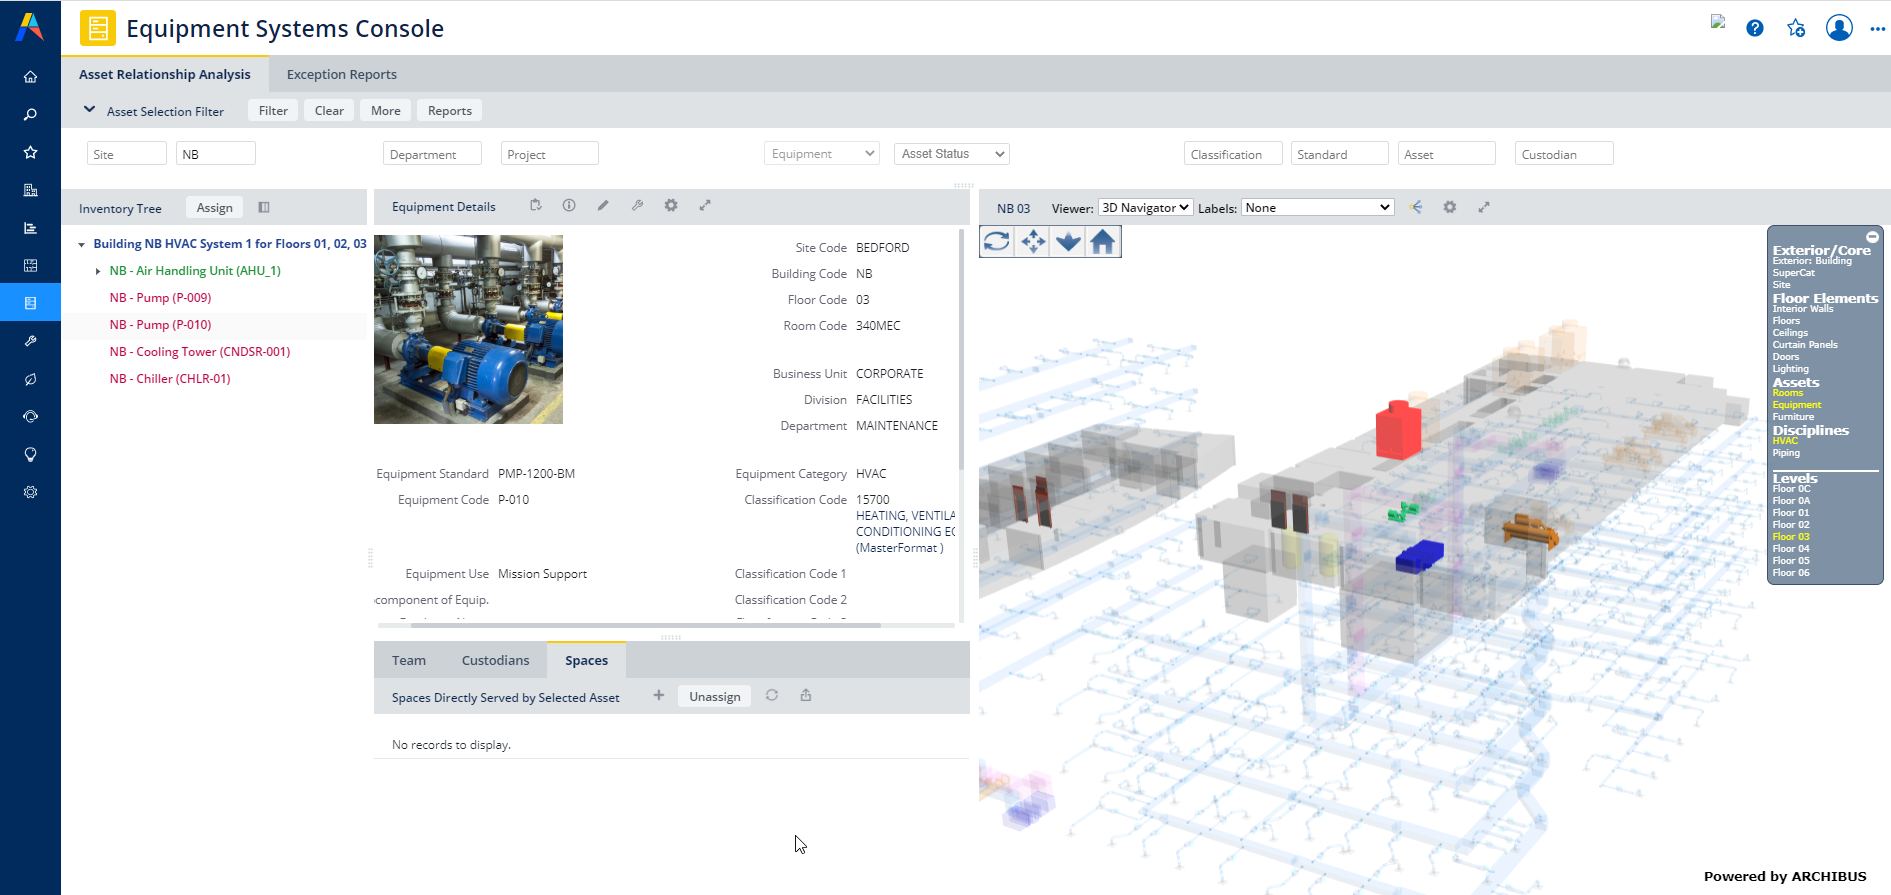 Equipment Systems Console
Asset Relationship Analysis
Exception Reports
Asset Selection Filter
Filter
Clear
More
Reports
Site
NB
Department
Project
Equipment
Asset Status
Classification
Standard
Asset
Custodian
Inventory Tree
Assign
Building NB HVAC System 1 for Floors 01, 02, 03
NB - Air Handling Unit (AHU_1)
NB - Pump (P-009)
NB - Pump (P-010)
NB - Cooling Tower (CNDSR-001)
NB - Chiller (CHLR-01)
Equipment Details
Site Code BEDFORD
Building Code NB
Floor Code 03
Room Code 340MEC
Business Unit CORPORATE
Division FACILITIES
Department MAINTENANCE
Equipment Standard PMP-1200-BM
Equipment Category HVAC
Equipment Code P-010
Classification Code 15700
HEATING, VENTILA
CONDITIONING EC
(MasterFormat )
Equipment Use Mission Support
Classification Code 1
component of Equip.
Classification Code 2
Team
Custodians
Spaces
Spaces Directly Served by Selected Asset
Unassign
No records to display.
NB 03
Viewer: 3D Navigator
Labels: None
Exterior/Core
Exterior: Building
SuperCat
Site
Floor Elements
Interior Walls
Floors
Ceilings
Curtain Panels
Doors
Lighting
Assets
Rooms
Equipment
Furniture
Disciplines
HVAC
Piping
Levels
Floor 0C
Floor 0A
Floor 01
Floor 02
Floor 03
Floor 04
Floor 05
Floor 06
Powered by ARCHIBUS